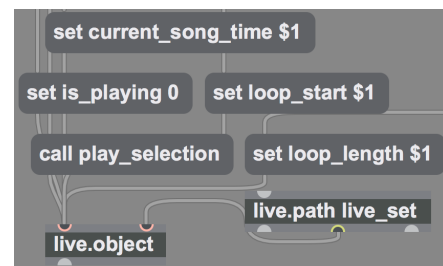 set current_song_time $1
set is_playing 0
set loop_start $1
call play_selection
set loop_length $1
live.path live_set
live.object